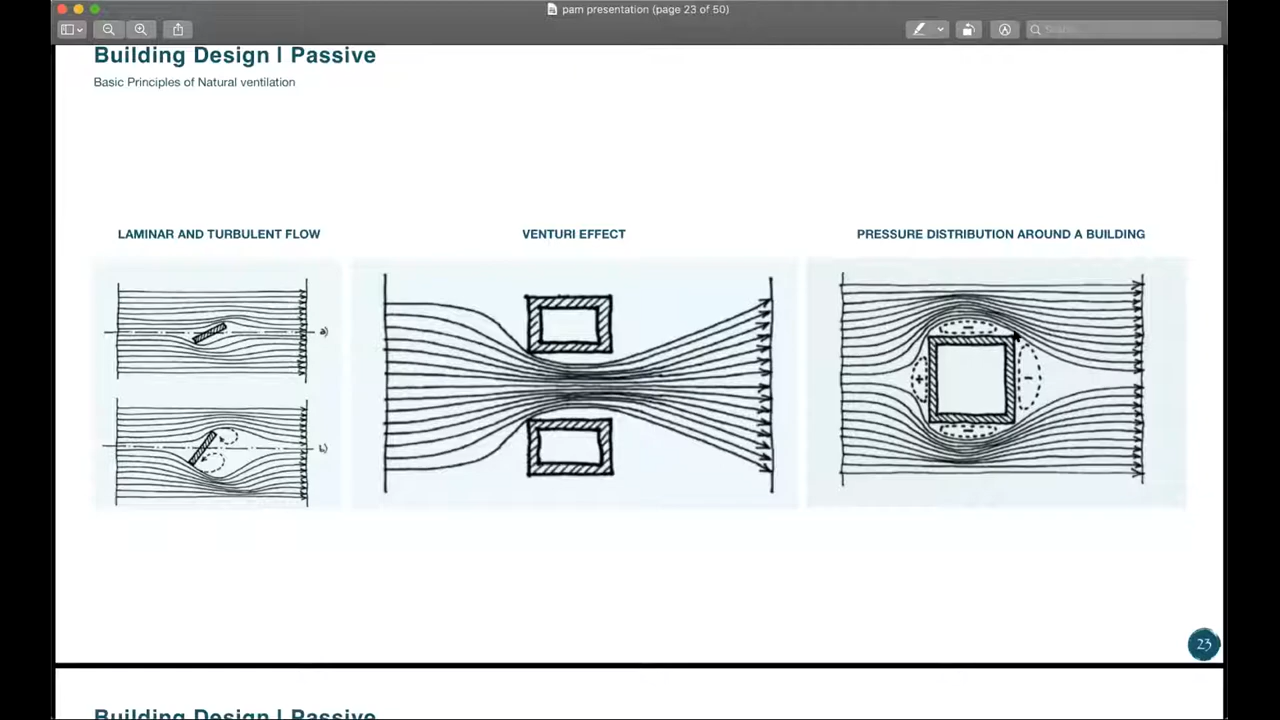 pam presentation (page 23 of 50)
Search
Building Design | Passive
Basic Principles of Natural ventilation
LAMINAR AND TURBULENT FLOW
VENTURI EFFECT
PRESSURE DISTRIBUTION AROUND A BUILDING
a)
b)
+
-
-
-
23
Building Design | Passive